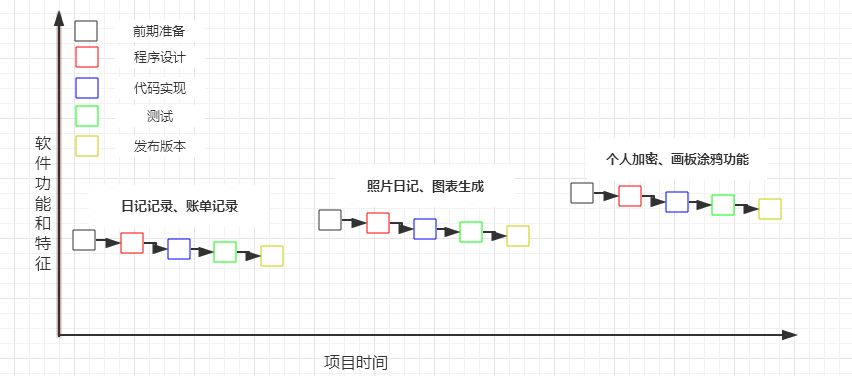 前期准备
程序设计
代码实现
测试
发布版本
软件功能和特征
个人加密、画板涂鸦功能
照片日记、图表生成
日记记录、账单记录
项目时间